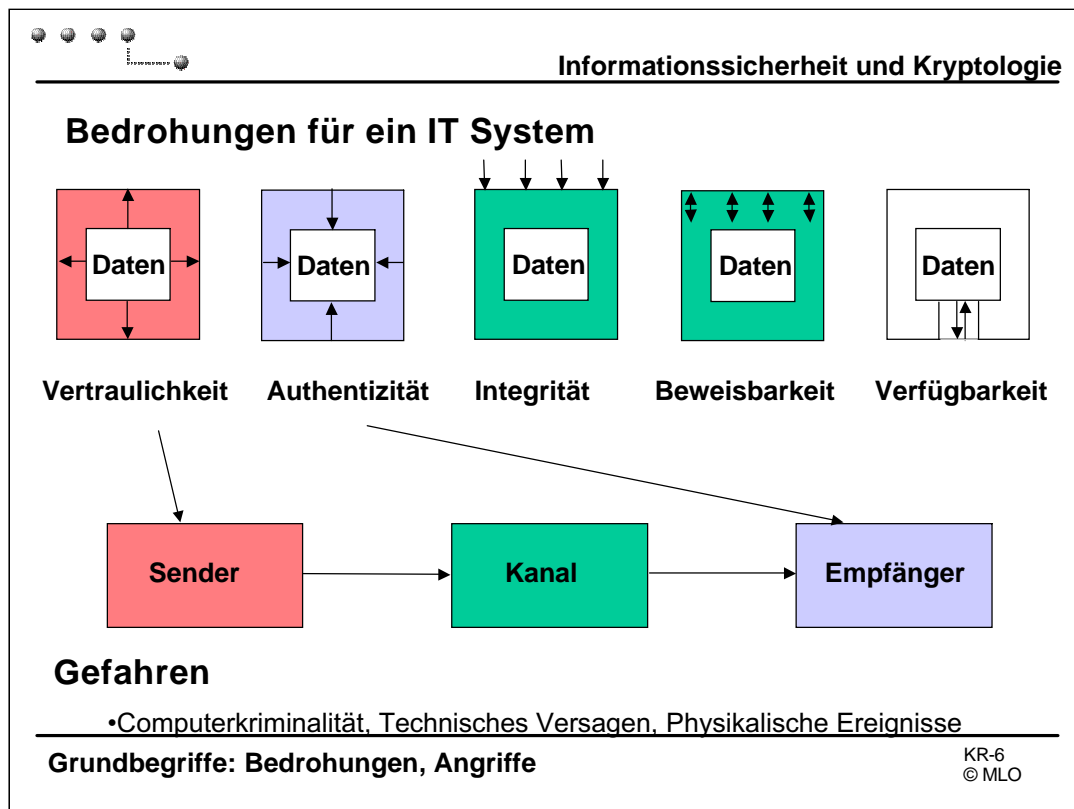 Informationssicherheit und Kryptologie
Bedrohungen für ein IT System
Daten Daten Daten Daten Daten
Vertraulichkeit Authentizität Integrität Beweisbarkeit Verfügbarkeit
Sender Kanal Empfänger
Gefahren
•Computerkriminalität, Technisches Versagen, Physikalische Ereignisse
Grundbegriffe: Bedrohungen, Angriffe
KR-6
© MLO